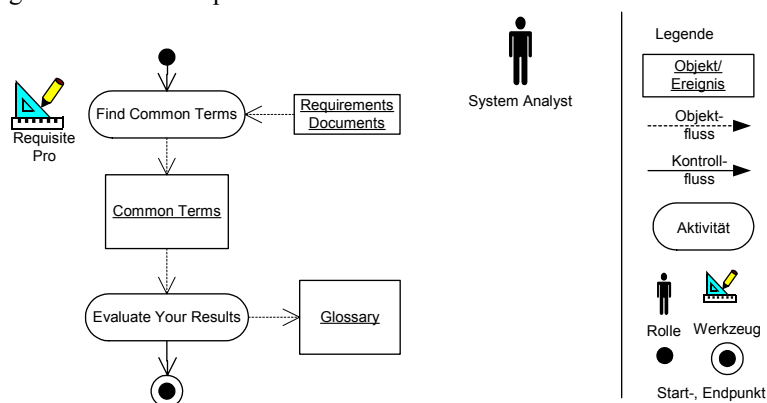 Find Common Terms
Requirements
Documents
Requisite
Pro
Common Terms
Evaluate Your Results
Glossary
System Analyst
Legende
Objekt/
Ereignis
Objekt-
fluss
Kontroll-
fluss
Aktivität
Rolle
Werkzeug
Start-, Endpunkt